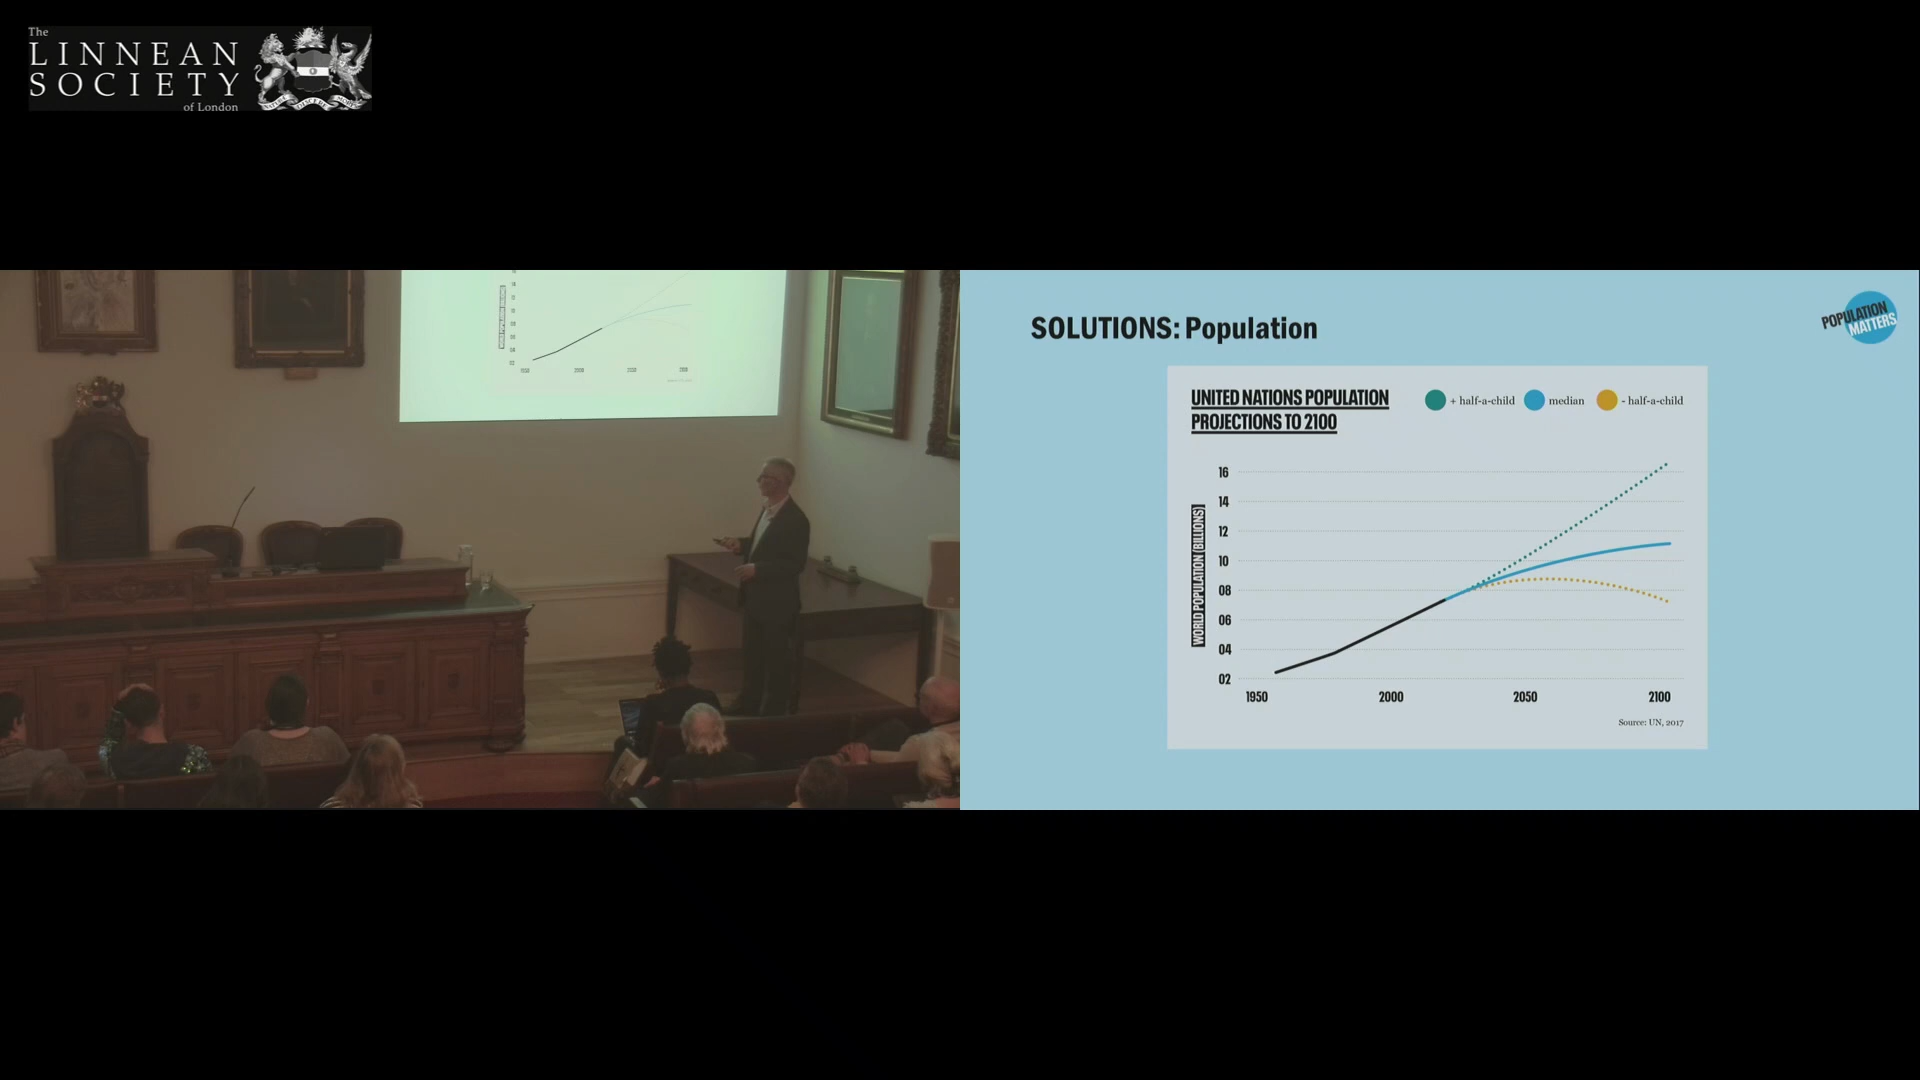 The
LINNEAN
SOCIETY
of London
SOLUTIONS: Population
POPULATION
MATTERS
UNITED NATIONS POPULATION
PROJECTIONS TO 2100
+ half-a-child
median
- half-a-child
WORLD POPULATION (BILLIONS)
16
14
12
10
08
06
04
02
1950
2000
2050
2100
Source: UN, 2017